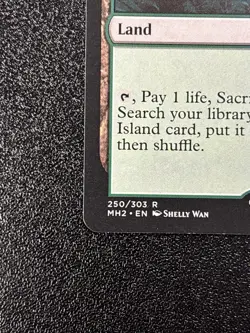 Land
, Pay 1 life, Sacri
Search your library
Island card, put it
then shuffle.
250/303 R
MH2 • EN Shelly Wan